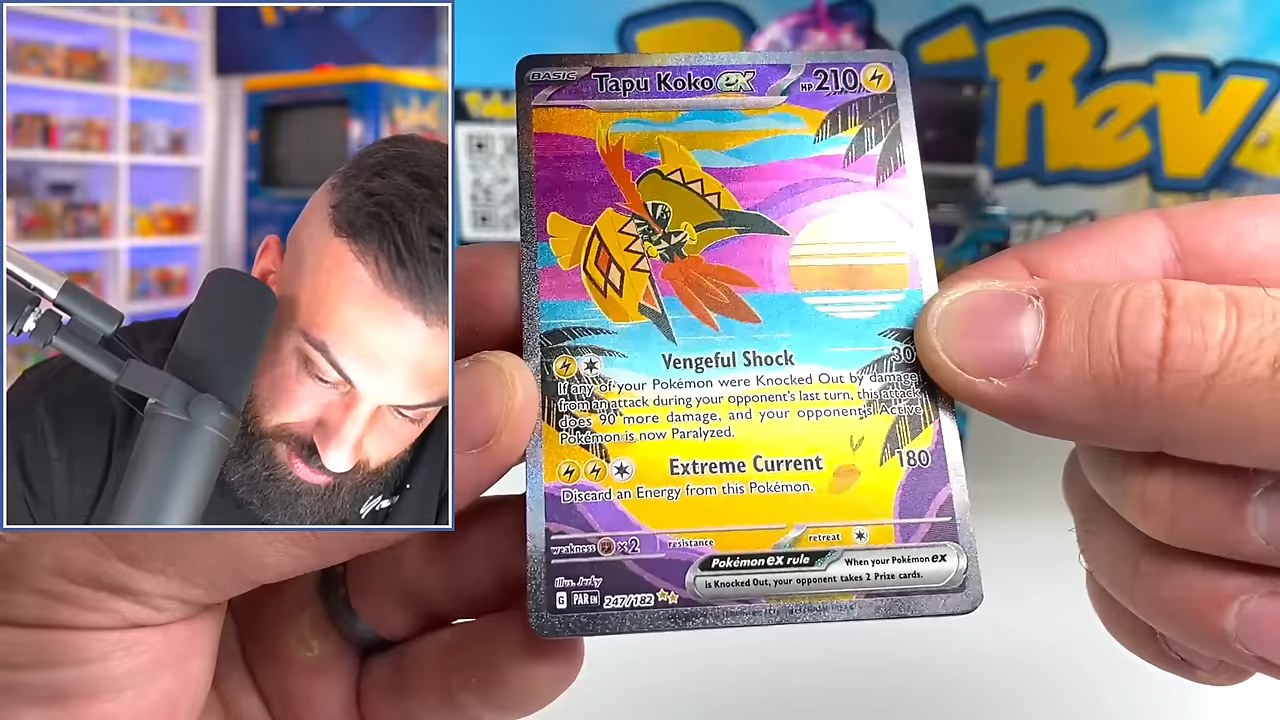 'Rev
BASIC Tapu Koko ex HP 210
Vengeful Shock 30
If any of your Pokémon were Knocked Out by damage
from an attack during your opponent's last turn, this attack
does 90 more damage, and your opponent's Active
Pokémon is now Paralyzed.
Extreme Current 180
Discard an Energy from this Pokémon.
weakness ×2 resistance retreat
Pokémon ex rule When your Pokémon ex
is Knocked Out, your opponent takes 2 Prize cards.
Illus. Jerky
G PAR EN 247/182